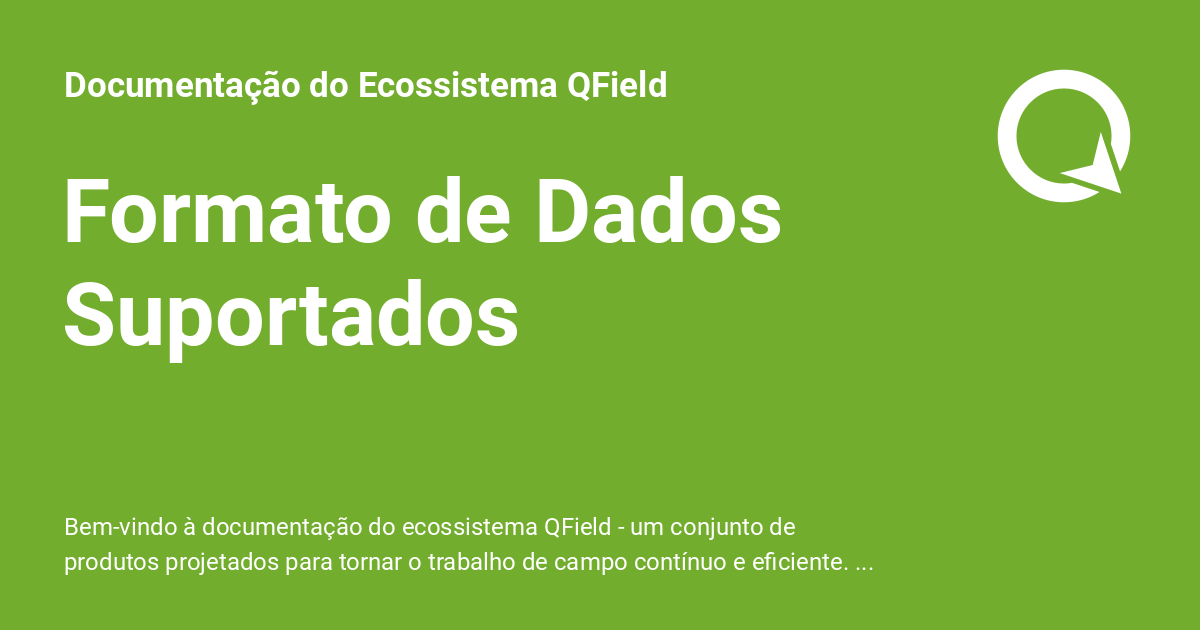 Documentação do Ecossistema QField
Formato de Dados
Suportados
Bem-vindo à documentação do ecossistema QField - um conjunto de
produtos projetados para tornar o trabalho de campo contínuo e eficiente. ...